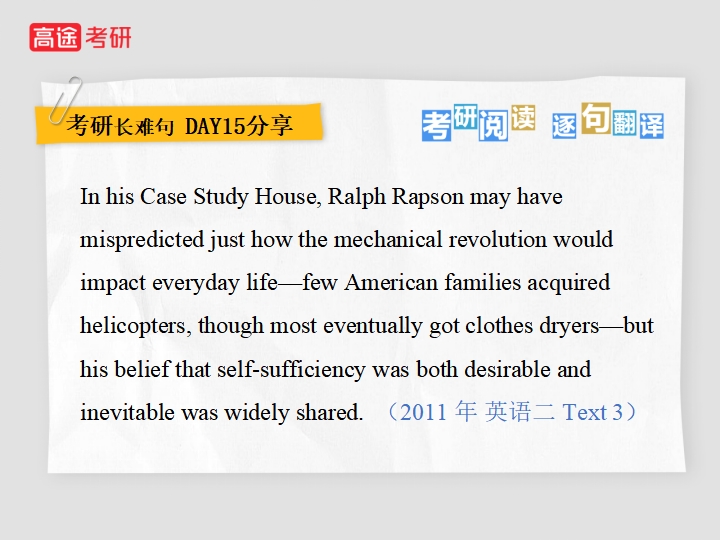 高途考研
考研长难句 DAY15分享
考研阅读 逐句翻译
In his Case Study House, Ralph Rapson may have
mispredicted just how the mechanical revolution would
impact everyday life—few American families acquired
helicopters, though most eventually got clothes dryers—but
his belief that self-sufficiency was both desirable and
inevitable was widely shared. （2011 年 英语二 Text 3）